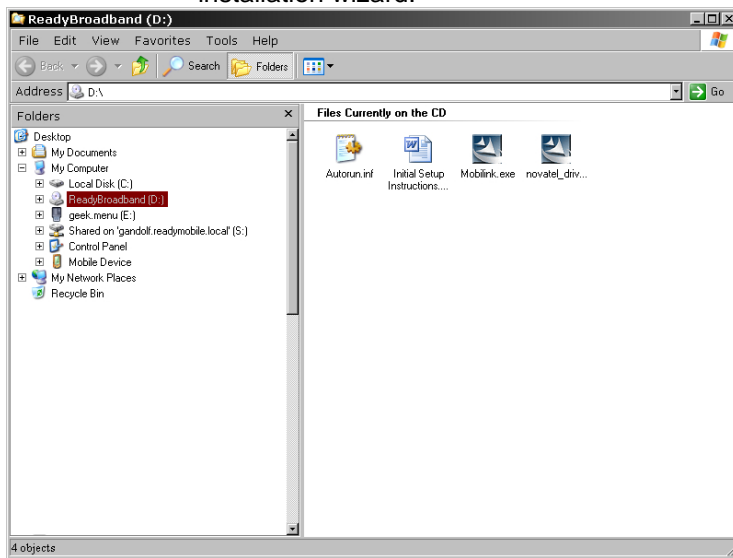 installation wizard.
ReadyBroadband (D:)
File Edit View Favorites Tools Help
Back Search Folders
Address D:\ Go
Folders x
Desktop
My Documents
My Computer
Local Disk (C:)
ReadyBroadband (D:)
geek.menu (E:)
Shared on 'gandolf.readymobile.local' (S:)
Control Panel
Mobile Device
My Network Places
Recycle Bin
Files Currently on the CD
Autorun.inf Initial Setup Mobilink.exe novatel_driv...
Instructions....
4 objects